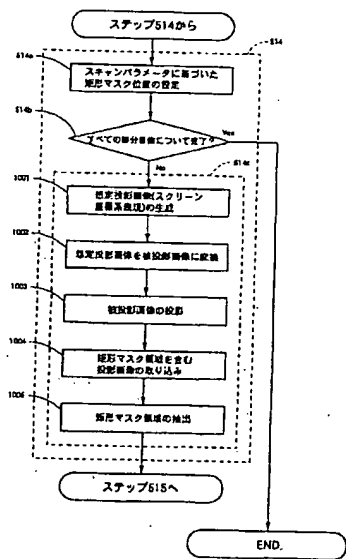 ステップ514から
514
514a
スキャンパラメータに基づいた
矩形マスク位置の設定
514b
すべての部分画像について完了?
Yes
No
514c
1001
想定投影画像(スクリーン
座標系表現)の生成
1002
想定投影画像を被投影画像に変換
1003
被投影画像の投影
1004
矩形マスク領域を含む
投影画像の取り込み
1005
矩形マスク領域の抽出
ステップ515へ
END.